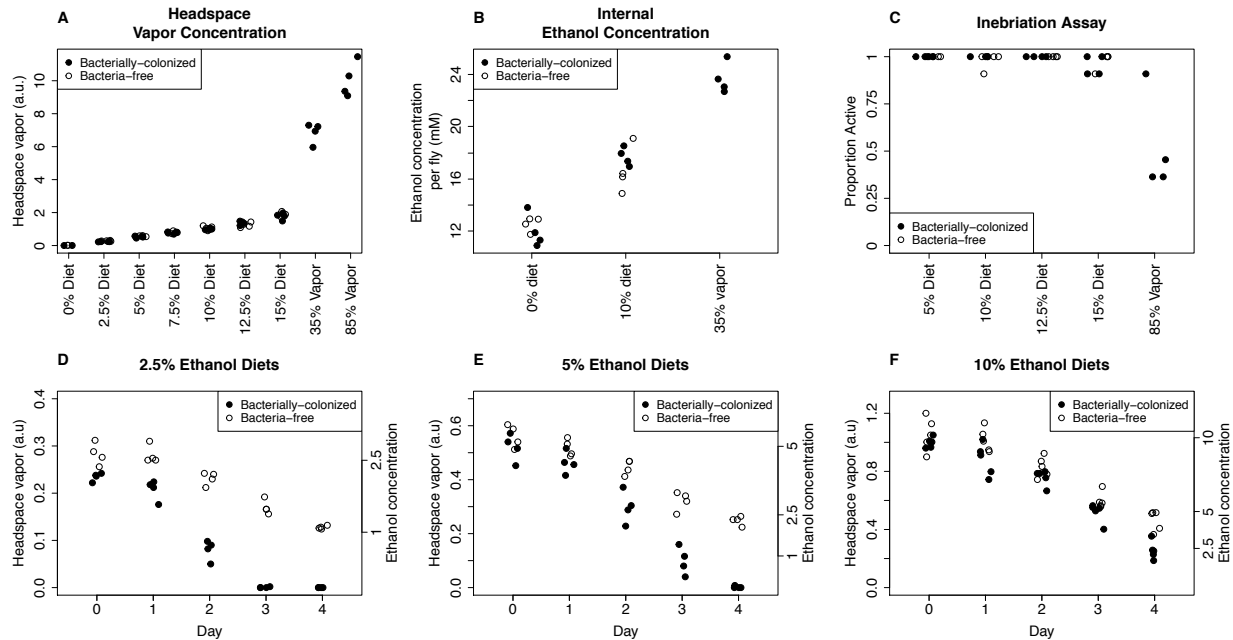 A
Headspace
Vapor Concentration
Bacterially−colonized
Bacteria−free
Headspace vapor (a.u.)
10
8
6
4
2
0
0% Diet
2.5% Diet
5% Diet
7.5% Diet
10% Diet
12.5% Diet
15% Diet
35% Vapor
85% Vapor
B
Internal
Ethanol Concentration
Bacterially−colonized
Bacteria−free
Ethanol concentration
per fly (mM)
24
20
16
12
0% diet
10% diet
35% vapor
C
Inebriation Assay
Proportion Active
1
0.75
0.5
0.25
0
Bacterially−colonized
Bacteria−free
5% Diet
10% Diet
12.5% Diet
15% Diet
85% Vapor
D
2.5% Ethanol Diets
Bacterially−colonized
Bacteria−free
Headspace vapor (a.u)
0.4
0.3
0.2
0.1
0.0
2.5
1
Ethanol concentration
0 1 2 3 4
Day
E
5% Ethanol Diets
Bacterially−colonized
Bacteria−free
Headspace vapor (a.u)
0.6
0.4
0.2
0.0
5
2.5
1
Ethanol concentration
0 1 2 3 4
Day
F
10% Ethanol Diets
Bacterially−colonized
Bacteria−free
Headspace vapor (a.u)
1.2
0.8
0.4
0.0
10
5
2.5
Ethanol concentration
0 1 2 3 4
Day